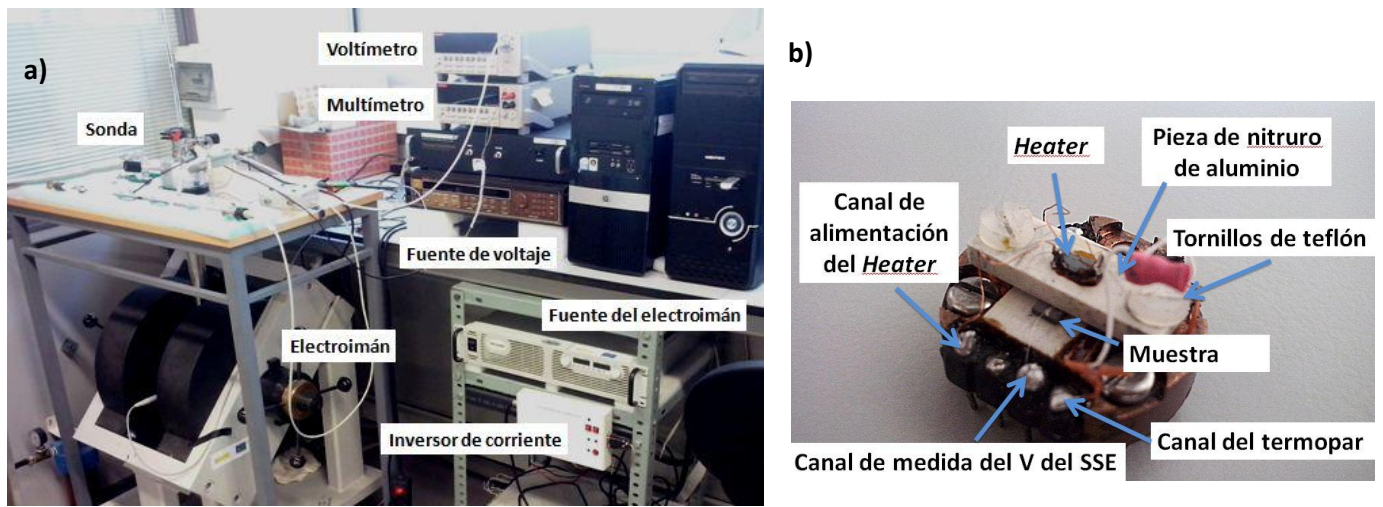 a)
Voltímetro
Multímetro
Sonda
Fuente de voltaje
Fuente del electroimán
Electroimán
Inversor de corriente
b)
Heater
Pieza de nitruro
de aluminio
Canal de
alimentación
del Heater
Tornillos de teflón
Muestra
Canal del termopar
Canal de medida del V del SSE